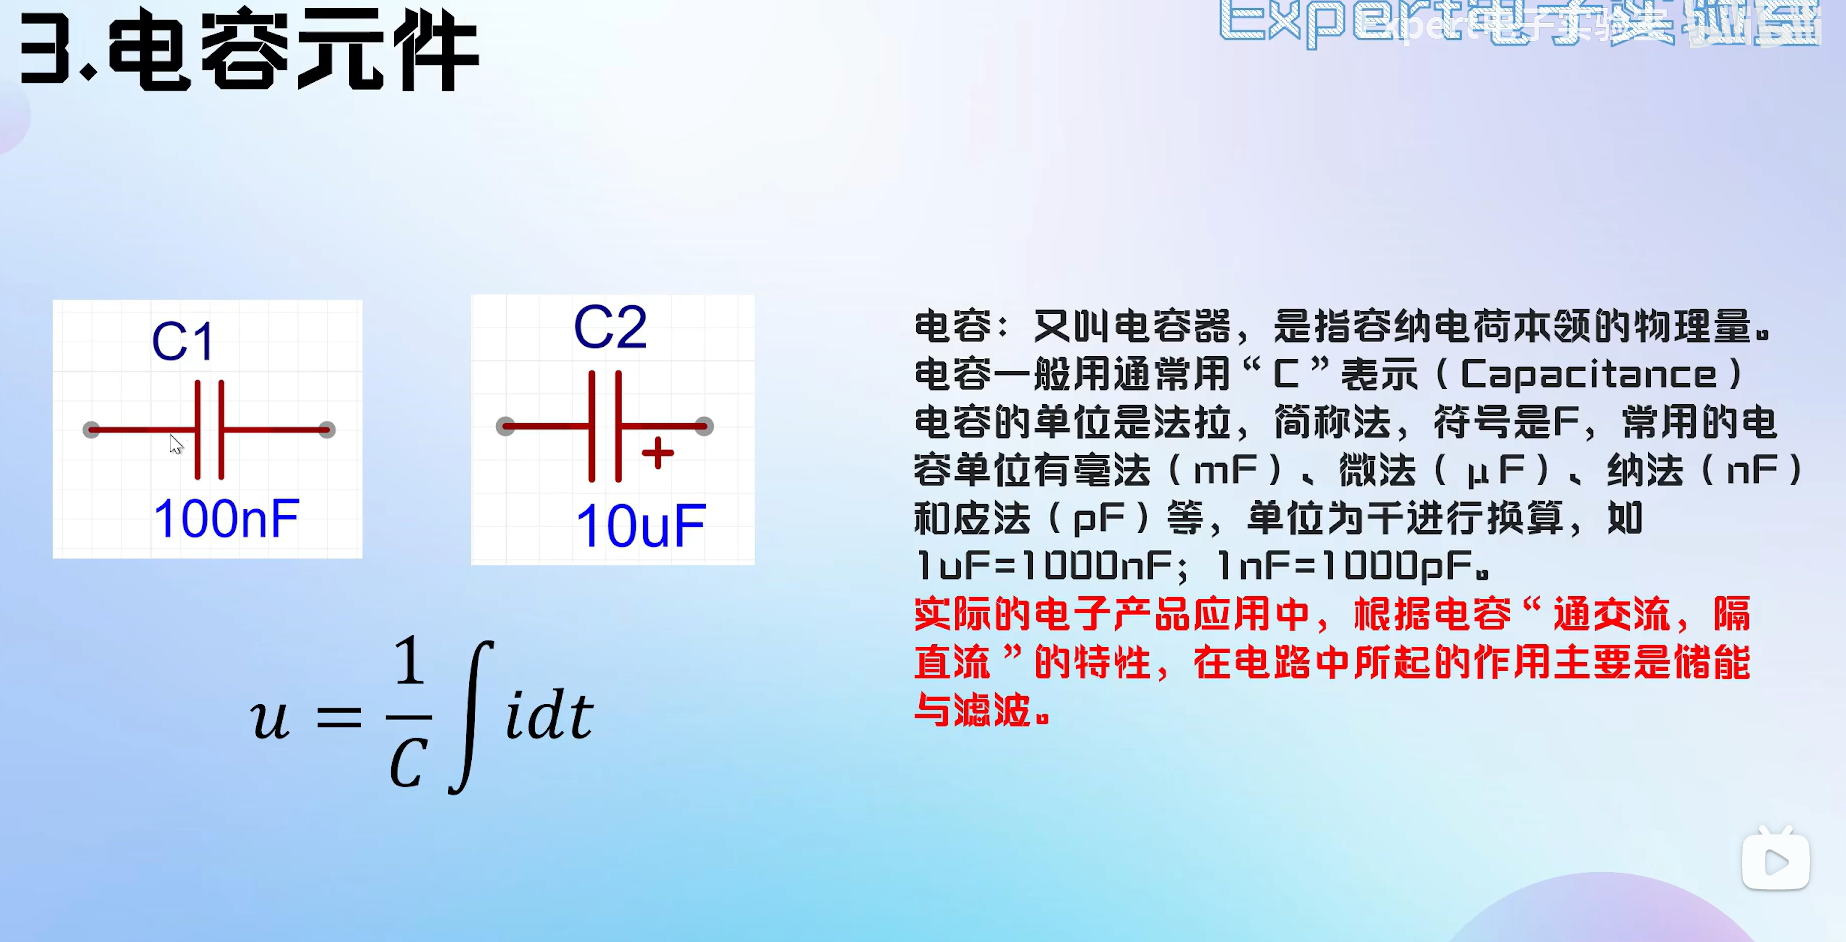 3.电容元件
Expert电子实验室
C1
100nF
C2
10uF
+
u = 1/C ∫ idt
电容：又叫电容器，是指容纳电荷本领的物理量。
电容一般用通常用“C”表示（Capacitance）
电容的单位是法拉，简称法，符号是F，常用的电
容单位有毫法（mF）、微法（μF）、纳法（nF）
和皮法（pF）等，单位为千进行换算，如
1uF=1000nF；1nF=1000pF。
实际的电子产品应用中，根据电容“通交流，隔
直流”的特性，在电路中所起的作用主要是储能
与滤波。